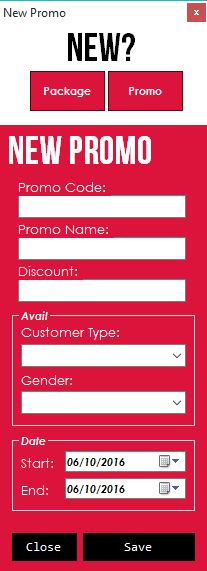 New Promo
x
NEW?
Package Promo
NEW PROMO
Promo Code:
Promo Name:
Discount:
Avail
Customer Type:
Gender:
Date
Start: 06/10/2016
End: 06/10/2016
Close Save